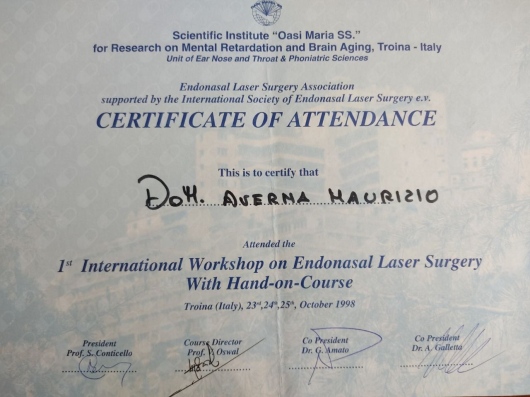 Scientific Institute "Oasi Maria SS."
for Research on Mental Retardation and Brain Aging, Troina - Italy
Unit of Ear Nose and Throat & Phoniatric Sciences
Endonasal Laser Surgery Association
supported by the International Society of Endonasal Laser Surgery e.v.
CERTIFICATE OF ATTENDANCE
This is to certify that
Dott. AVERNA MAURIZIO
Attended the
1st International Workshop on Endonasal Laser Surgery
With Hand-on-Course
Troina (Italy), 23rd,24th,25th, October 1998
President
Prof. S. Conticello
Course Director
Prof. Oswal
Co President
Dr. G. Amato
Co President
Dr. A. Galletta